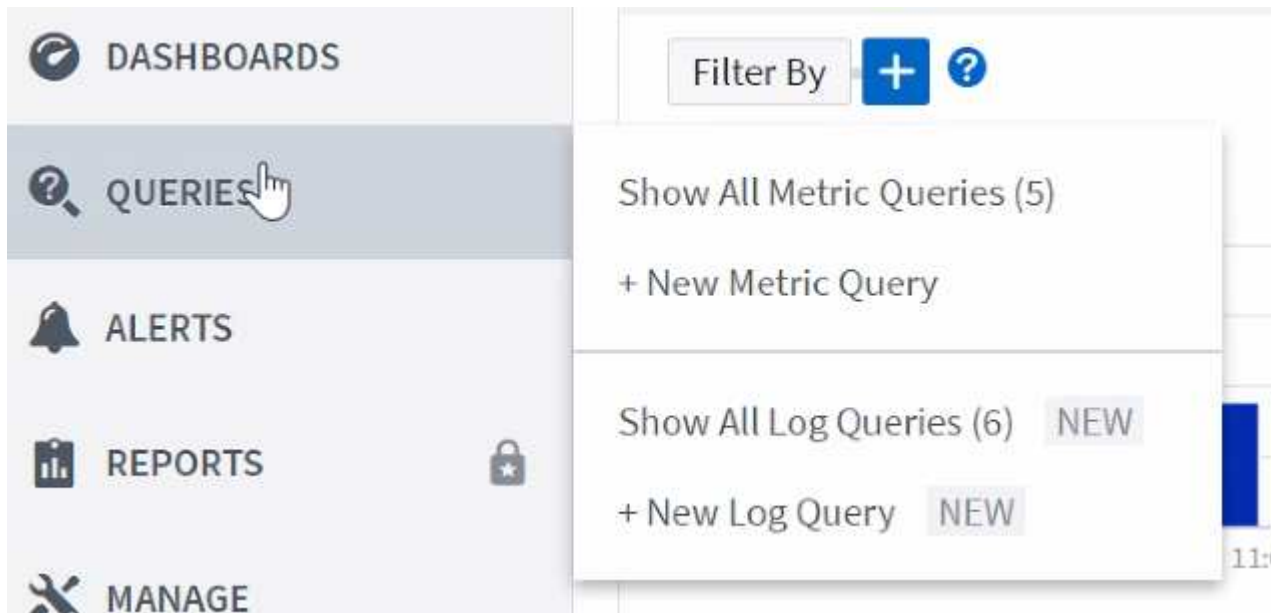 DASHBOARDS
Filter By + ?
QUERIES
Show All Metric Queries (5)
+ New Metric Query
ALERTS
Show All Log Queries (6) NEW
REPORTS
+ New Log Query NEW
MANAGE